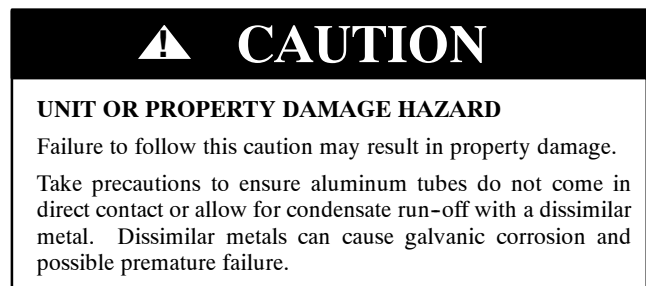 CAUTION
UNIT OR PROPERTY DAMAGE HAZARD
Failure to follow this caution may result in property damage.
Take precautions to ensure aluminum tubes do not come in
direct contact or allow for condensate run-off with a dissimilar
metal. Dissimilar metals can cause galvanic corrosion and
possible premature failure.